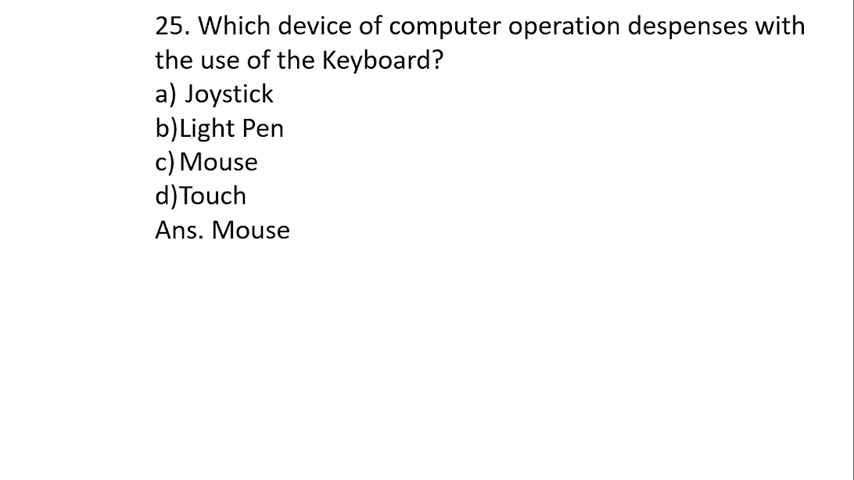 25. Which device of computer operation despenses with
the use of the Keyboard?
a) Joystick
b)Light Pen
c) Mouse
d)Touch
Ans. Mouse